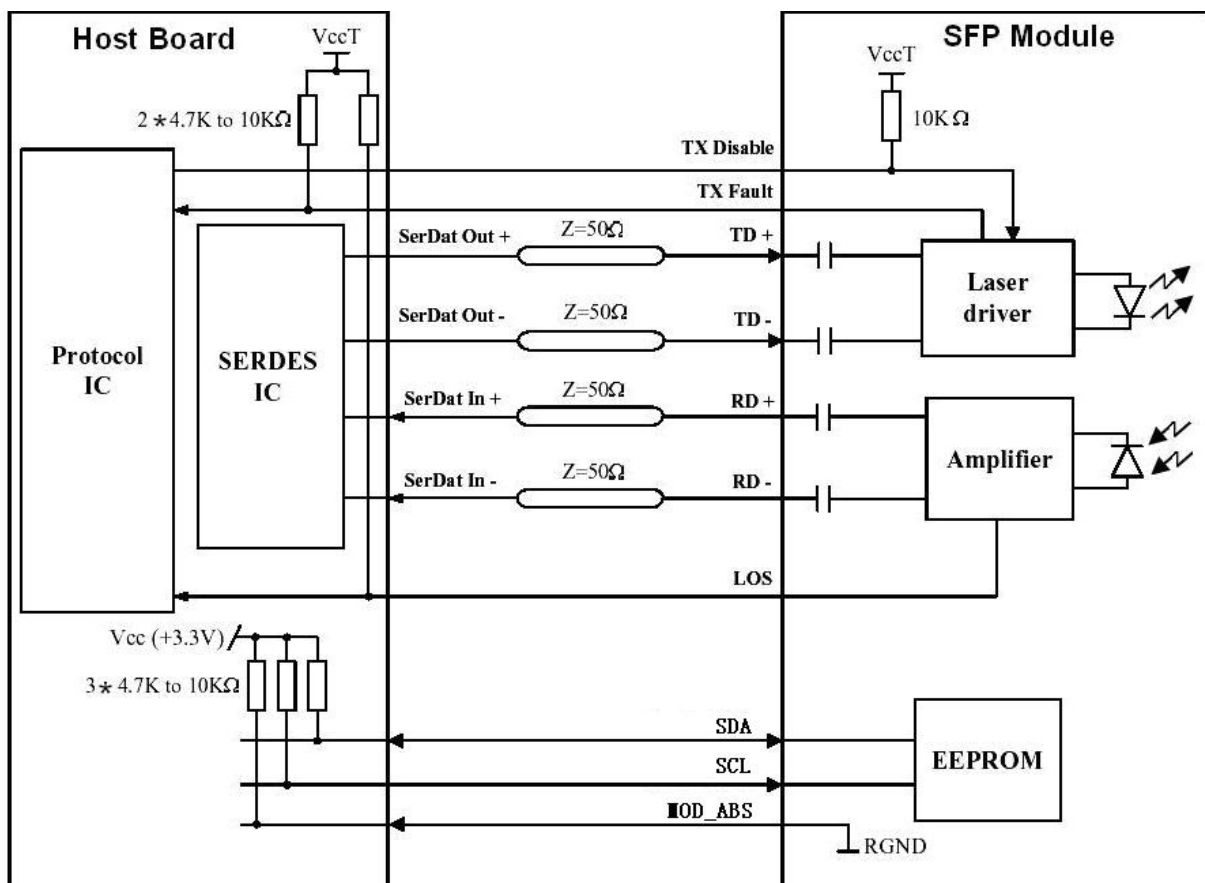 Host Board
SFP Module
VccT
VccT
2*4.7K to 10KΩ
10KΩ
TX Disable
TX Fault
SerDat Out +
Z=50Ω
TD +
Laser
driver
SerDat Out -
Z=50Ω
TD -
Protocol
IC
SERDES
IC
SerDat In +
Z=50Ω
RD +
Amplifier
SerDat In -
Z=50Ω
RD -
LOS
Vcc (+3.3V)
3*4.7K to 10KΩ
SDA
EEPROM
SCL
MOD_ABS
RGND